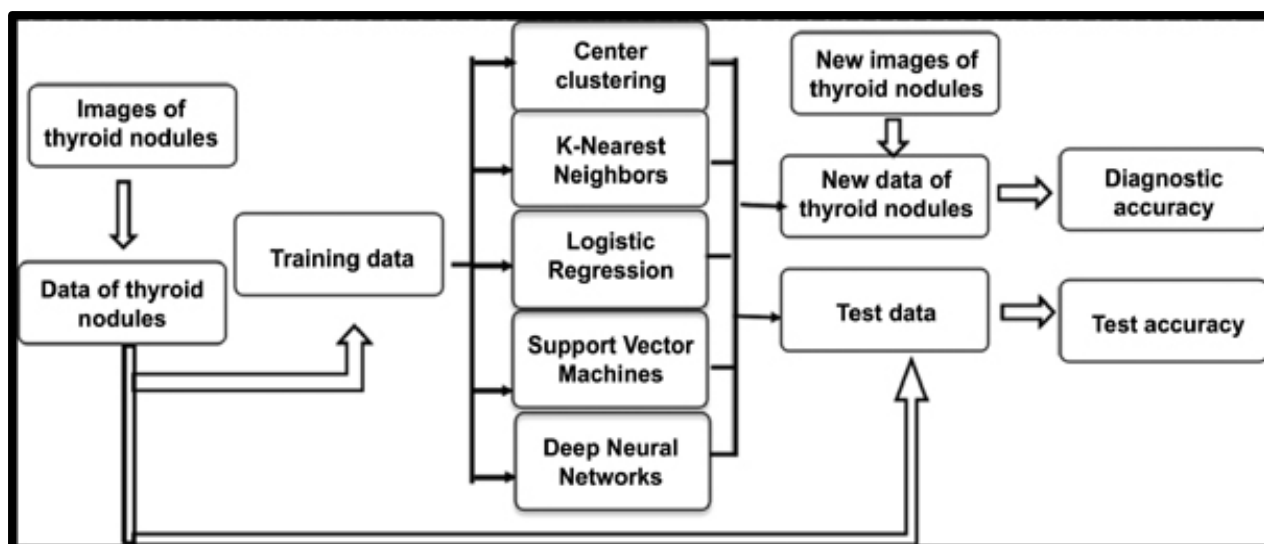 Images of
thyroid nodules
Data of thyroid
nodules
Training data
Center
clustering
K-Nearest
Neighbors
Logistic
Regression
Support Vector
Machines
Deep Neural
Networks
New images of
thyroid nodules
New data of
thyroid nodules
Test data
Diagnostic
accuracy
Test accuracy